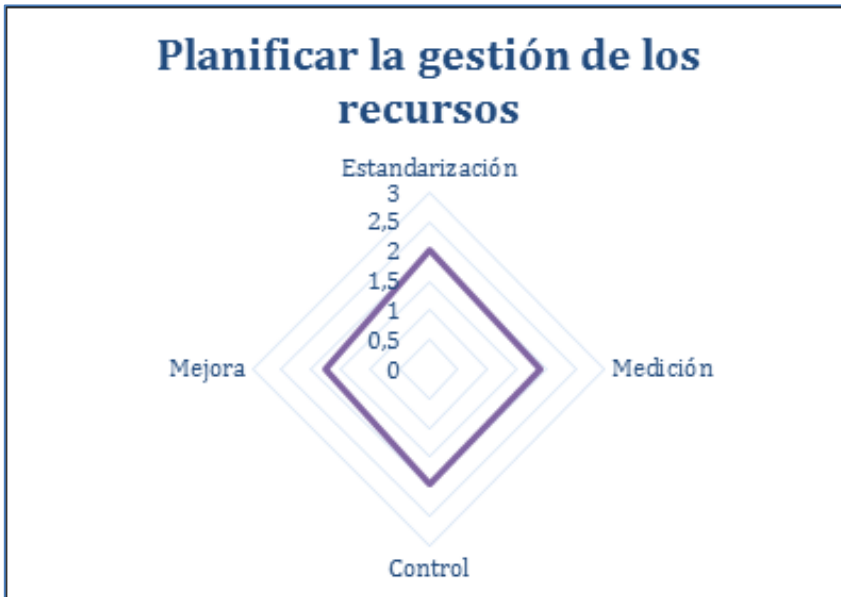 Planificar la gestión de los
recursos
Estandarización
3
2,5
2
1,5
1
0,5
0
Mejora
Medición
Control